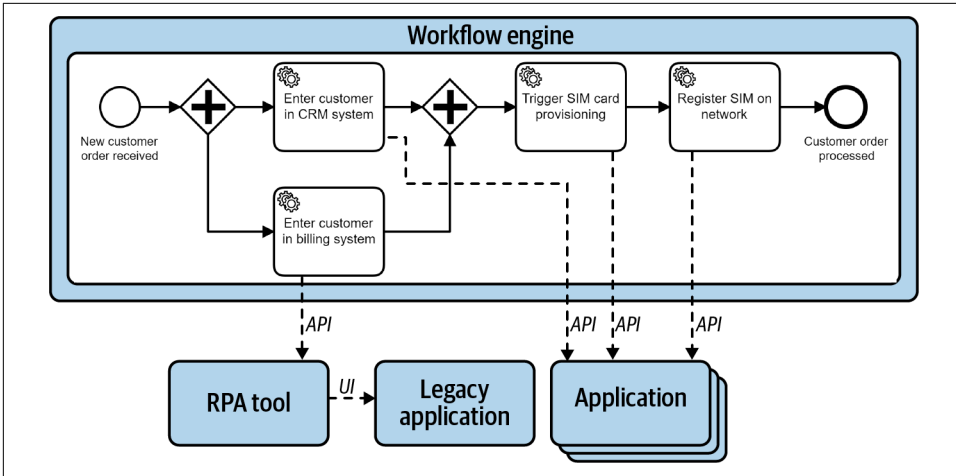 Workflow engine
New customer
order received
Enter customer
in CRM system
Enter customer
in billing system
Trigger SIM card
provisioning
Register SIM on
network
Customer order
processed
API
API
API
API
RPA tool
UI
Legacy
application
Application